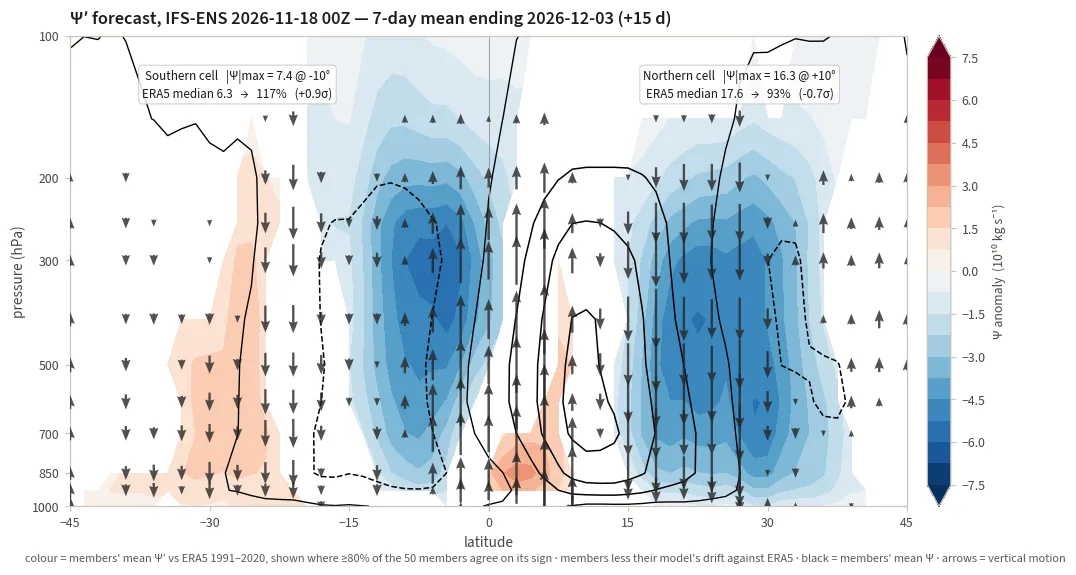 Ψ′ forecast, IFS-ENS 2026-11-18 00Z — 7-day mean ending 2026-12-03 (+15 d)
Southern cell |Ψ|max = 7.4 @ -10°
ERA5 median 6.3 → 117% (+0.9σ)
Northern cell |Ψ|max = 16.3 @ +10°
ERA5 median 17.6 → 93% (-0.7σ)
pressure (hPa)
100
200
300
400
500
700
850
1000
−45
−30
−15
0
15
30
45
latitude
7.5
6.0
4.5
3.0
1.5
0.0
−1.5
−3.0
−4.5
−6.0
−7.5
Ψ anomaly (10¹⁰ kg s⁻¹)
colour = members' mean Ψ′ vs ERA5 1991–2020, shown where ≥80% of the 50 members agree on its sign · members less their model's drift against ERA5 · black = members' mean Ψ · arrows = vertical motion